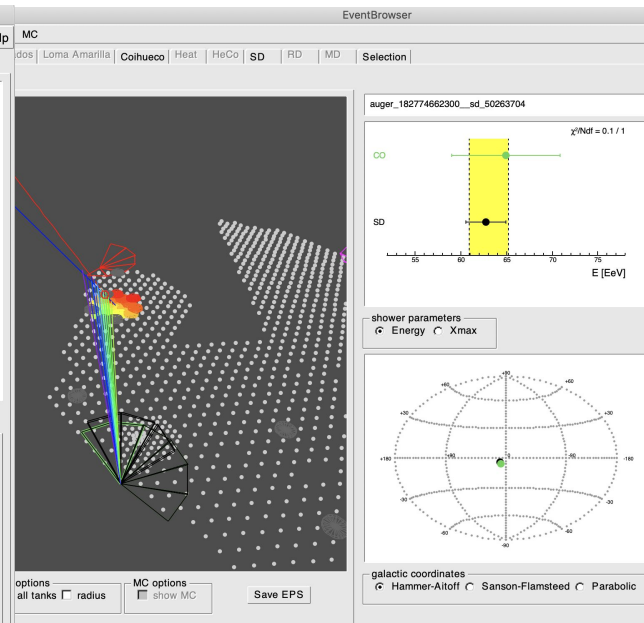 EventBrowser
lp MC
dos Loma Amarilla Coihueco Heat HeCo SD RD MD Selection
auger_182774662300__sd_50263704
χ²/Ndf = 0.1 / 1
CO
SD
55 60 65 70 75
E [EeV]
shower parameters
Energy Xmax
+90
+60 +60
+30 +30
+180 +90 0 -90 -180
-30 -30
-60 -60
-90
options
all tanks radius
MC options
show MC
Save EPS
galactic coordinates
Hammer-Aitoff Sanson-Flamsteed Parabolic